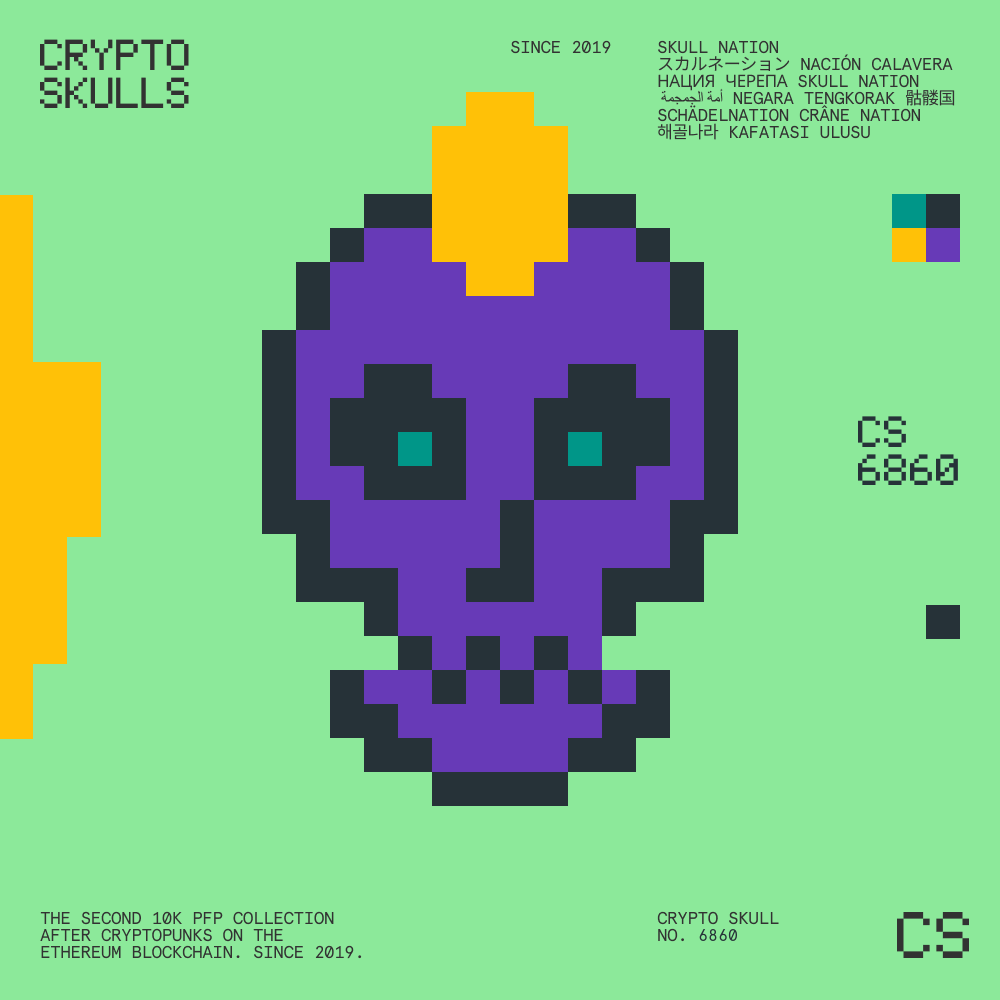 CRYPTO
SKULLS
SINCE 2019
SKULL NATION
スカルネーション NACIÓN CALAVERA
НАЦИЯ ЧЕРЕПА SKULL NATION
أمة الجمجمة NEGARA TENGKORAK 骷髅国
SCHÄDELNATION CRÂNE NATION
해골나라 KAFATASI ULUSU
CS
6860
THE SECOND 10K PFP COLLECTION
AFTER CRYPTOPUNKS ON THE
ETHEREUM BLOCKCHAIN. SINCE 2019.
CRYPTO SKULL
NO. 6860
CS